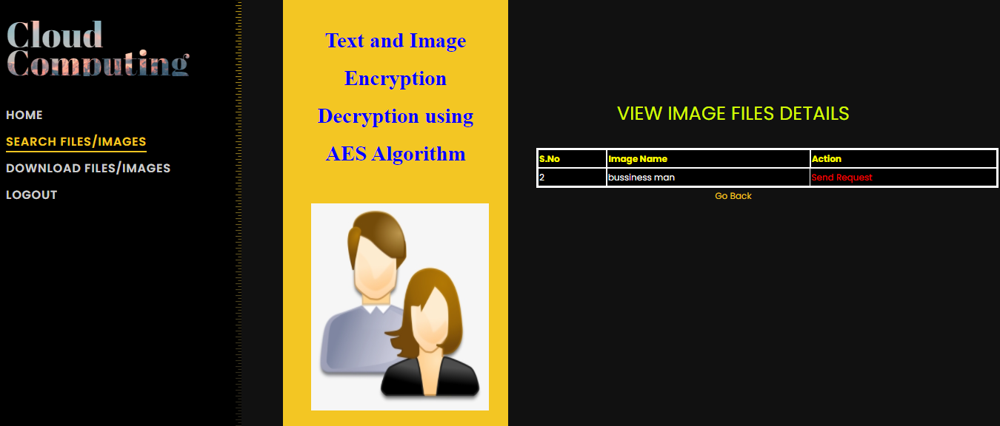 Cloud
Computing
HOME
SEARCH FILES/IMAGES
DOWNLOAD FILES/IMAGES
LOGOUT
Text and Image
Encryption
Decryption using
AES Algorithm
VIEW IMAGE FILES DETAILS
S.No Image Name Action
2 bussiness man Send Request
Go Back